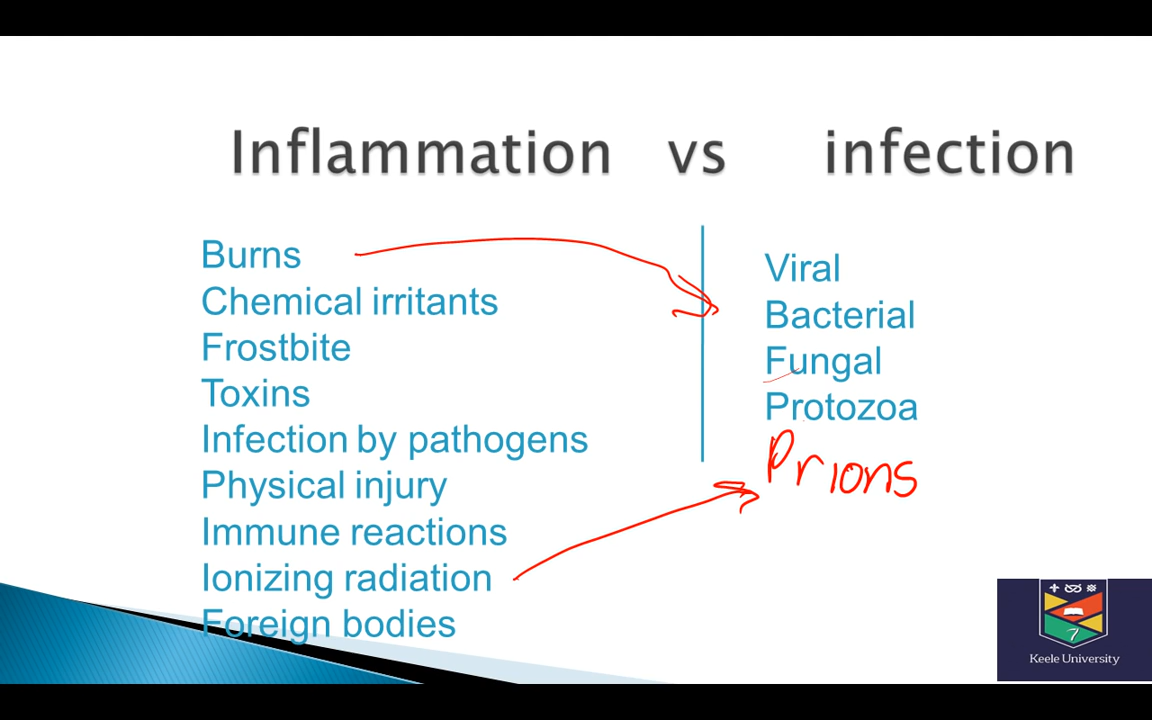 Inflammation vs infection
Burns
Chemical irritants
Frostbite
Toxins
Infection by pathogens
Physical injury
Immune reactions
Ionizing radiation
Foreign bodies
Viral
Bacterial
Fungal
Protozoa
Prions
Keele University